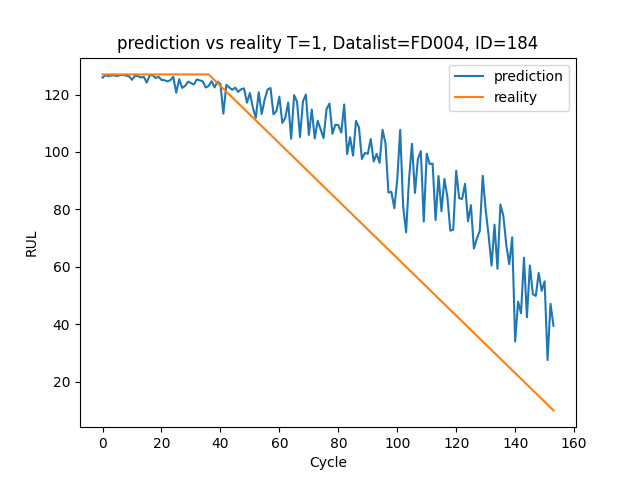 prediction vs reality T=1, Datalist=FD004, ID=184
prediction
reality
RUL
120
100
80
60
40
20
0 20 40 60 80 100 120 140 160
Cycle